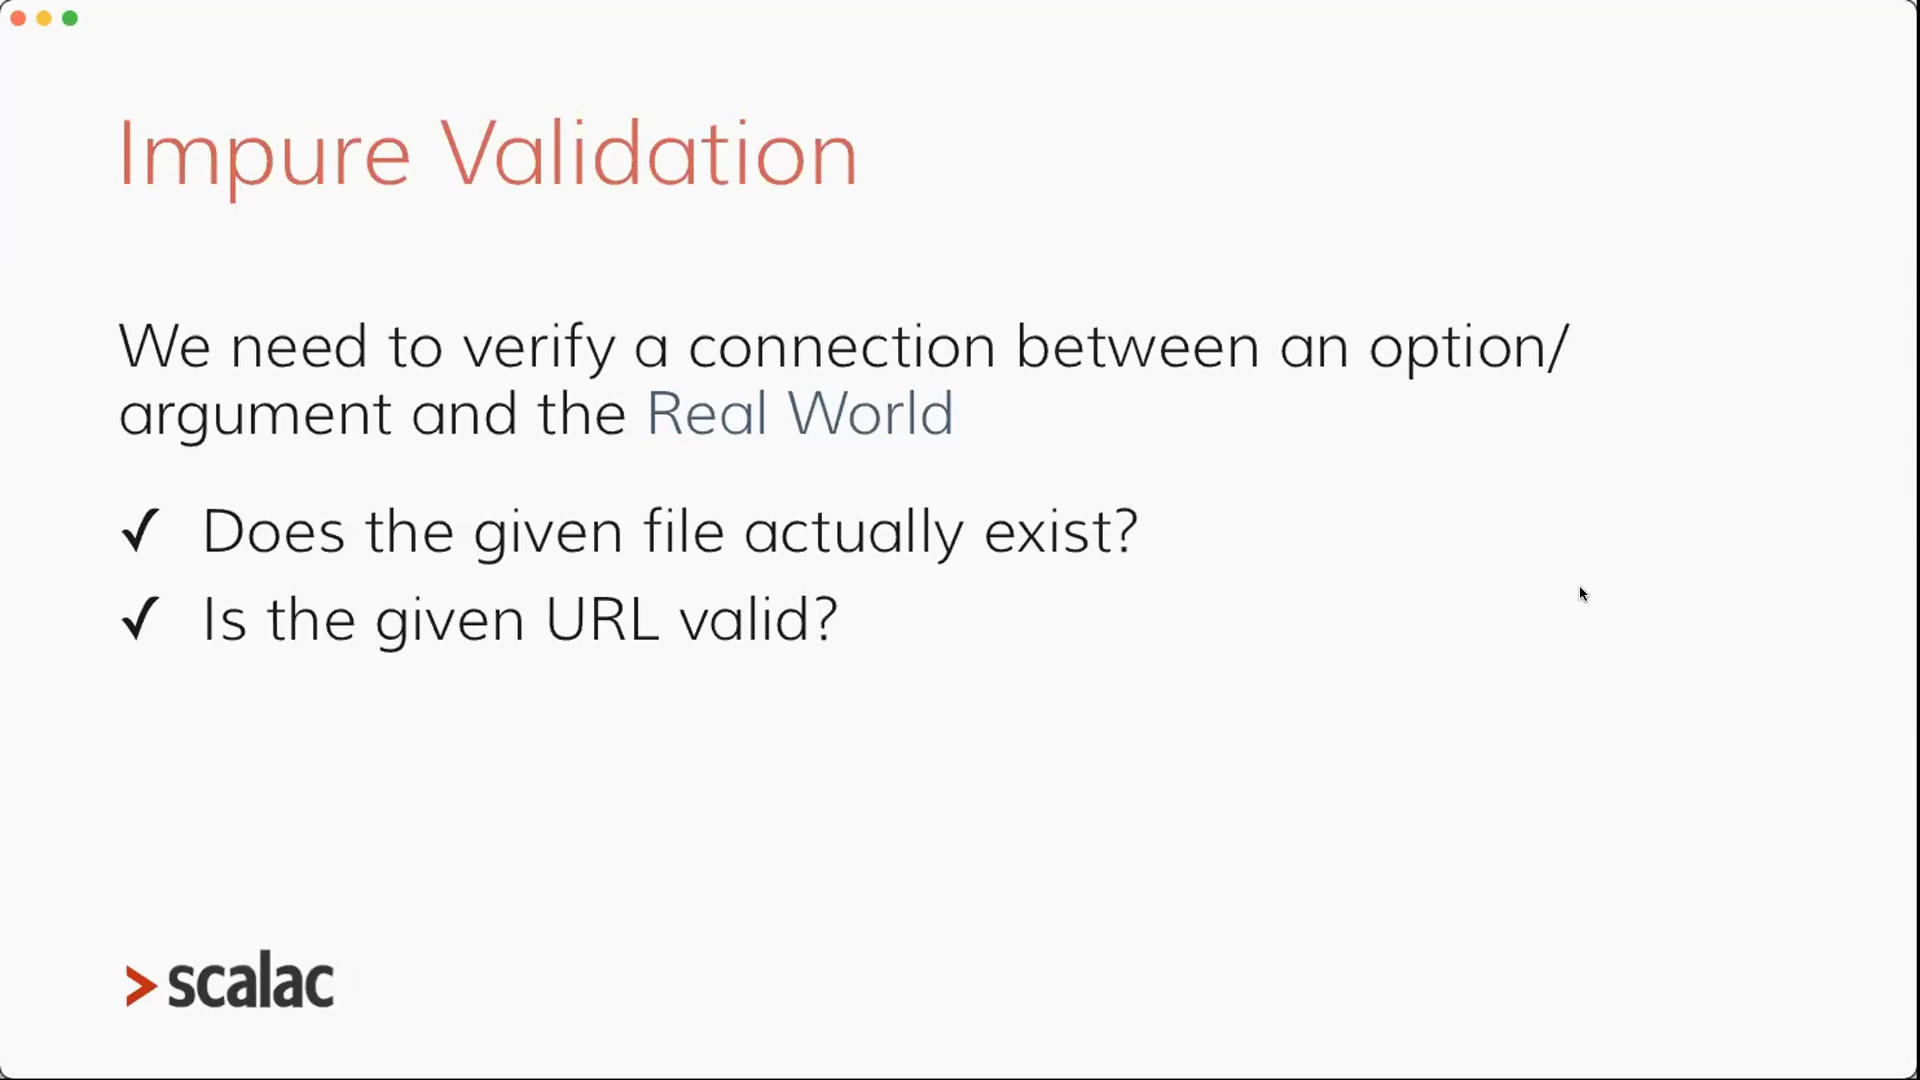 Impure Validation
We need to verify a connection between an option/
argument and the Real World
✓ Does the given file actually exist?
✓ Is the given URL valid?
> scalac